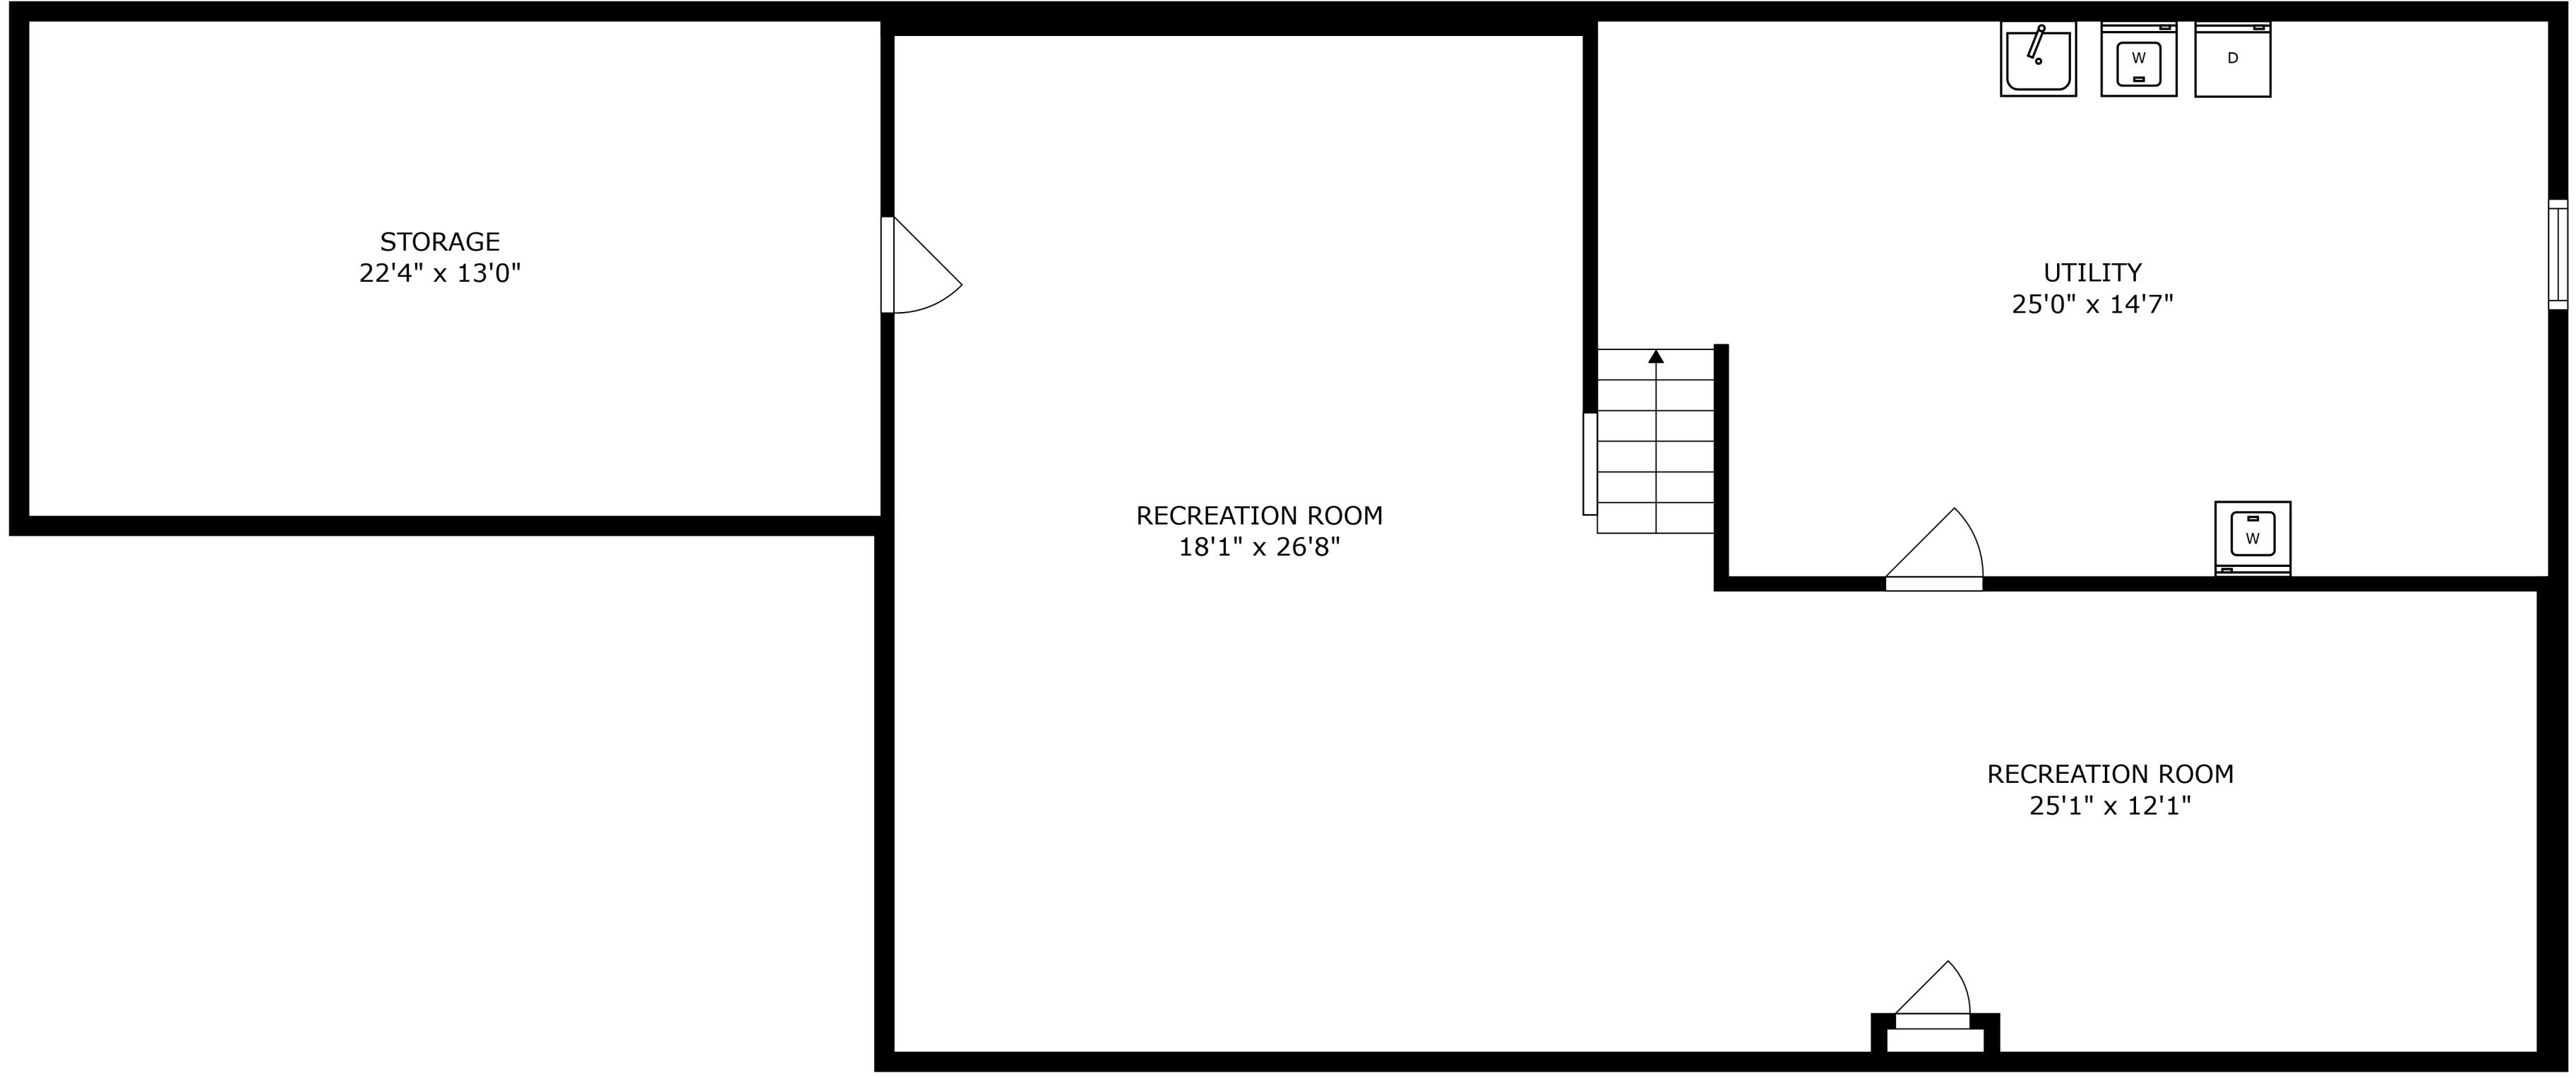 W
D
STORAGE
22'4" x 13'0"
UTILITY
25'0" x 14'7"
RECREATION ROOM
18'1" x 26'8"
W
RECREATION ROOM
25'1" x 12'1"